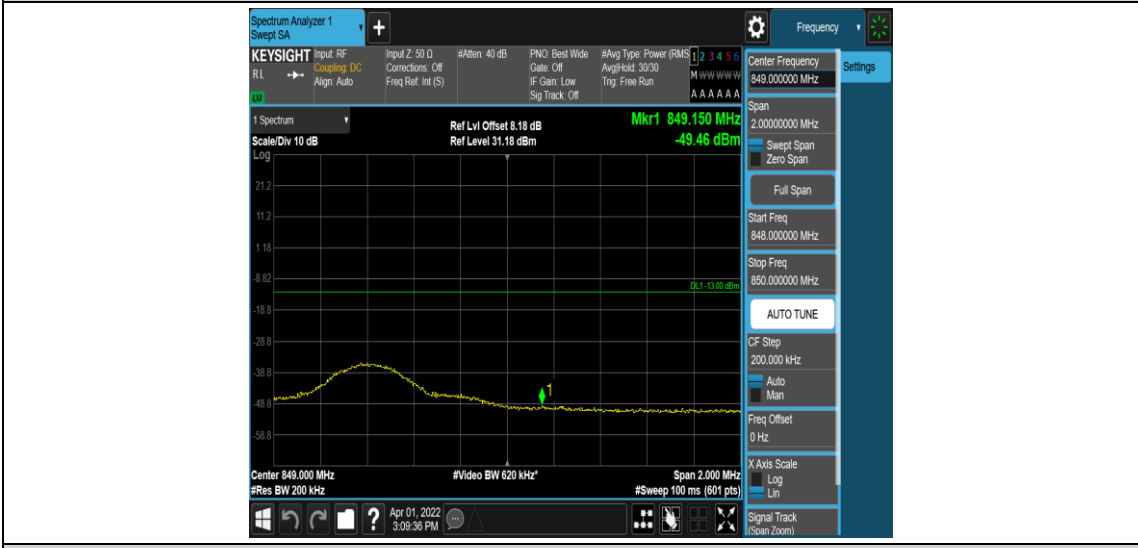 Spectrum Analyzer 1
Swept SA
+
Frequency
KEYSIGHT
RL
Input: RF
Coupling: DC
Align: Auto
Input Z: 50 Ω
Corrections: Off
Freq Ref: Int (S)
#Atten: 40 dB
PNO: Best Wide
Gate: Off
IF Gain: Low
Sig Track: Off
#Avg Type: Power (RMS
Avg|Hold: 30/30
Trig: Free Run
1 2 3 4 5 6
M W W W W W
A A A A A A
1 Spectrum
Scale/Div 10 dB
Log
Ref Lvl Offset 8.18 dB
Ref Level 31.18 dBm
Mkr1 849.150 MHz
-49.46 dBm
21.2
11.2
1.18
-8.82
DL1 -13.00 dBm
-18.8
-28.8
-38.8
-48.8
1
-58.8
Center 849.000 MHz
#Video BW 620 kHz*
Span 2.000 MHz
#Res BW 200 kHz
#Sweep 100 ms (601 pts)
?
Apr 01, 2022
3:09:36 PM
Center Frequency
849.000000 MHz
Settings
Span
2.00000000 MHz
Swept Span
Zero Span
Full Span
Start Freq
848.000000 MHz
Stop Freq
850.000000 MHz
AUTO TUNE
CF Step
200.000 kHz
Auto
Man
Freq Offset
0 Hz
X Axis Scale
Log
Lin
Signal Track
(Span Zoom)